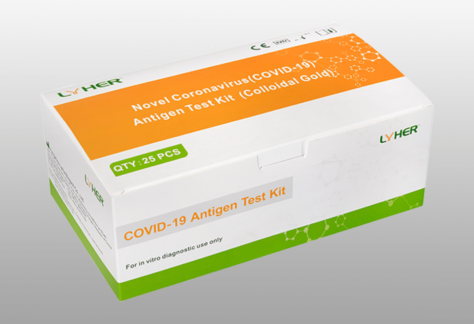 LYHER
Novel Coronavirus(COVID-19)
Antigen Test Kit (Colloidal Gold)
QTY : 25 PCS
LYHER
COVID-19 Antigen Test Kit
For in vitro diagnostic use only